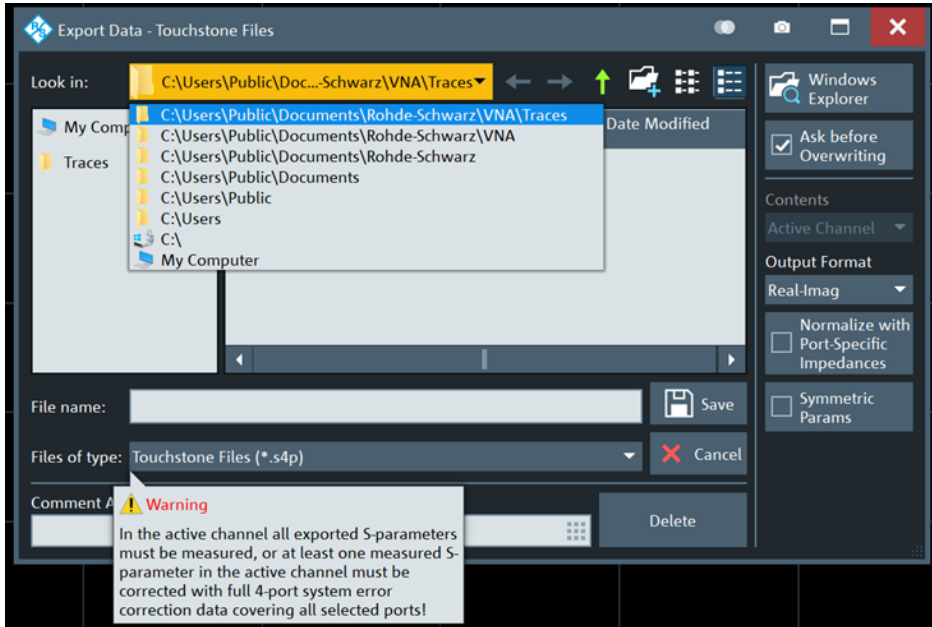 R&S
Export Data - Touchstone Files
Look in:
C:\Users\Public\Doc...-Schwarz\VNA\Traces
C:\Users\Public\Documents\Rohde-Schwarz\VNA\Traces
C:\Users\Public\Documents\Rohde-Schwarz\VNA
C:\Users\Public\Documents\Rohde-Schwarz
C:\Users\Public\Documents
C:\Users\Public
C:\Users
C:\
My Computer
My Comp
Traces
Date Modified
File name:
Save
Files of type:
Touchstone Files (*.s4p)
Cancel
Comment A
Delete
Warning
In the active channel all exported S-parameters
must be measured, or at least one measured S-
parameter in the active channel must be
corrected with full 4-port system error
correction data covering all selected ports!
Windows
Explorer
Ask before
Overwriting
Contents
Active Channel
Output Format
Real-Imag
Normalize with
Port-Specific
Impedances
Symmetric
Params